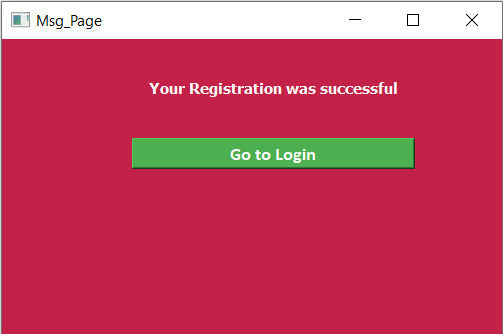 Msg_Page
Your Registration was successful
Go to Login